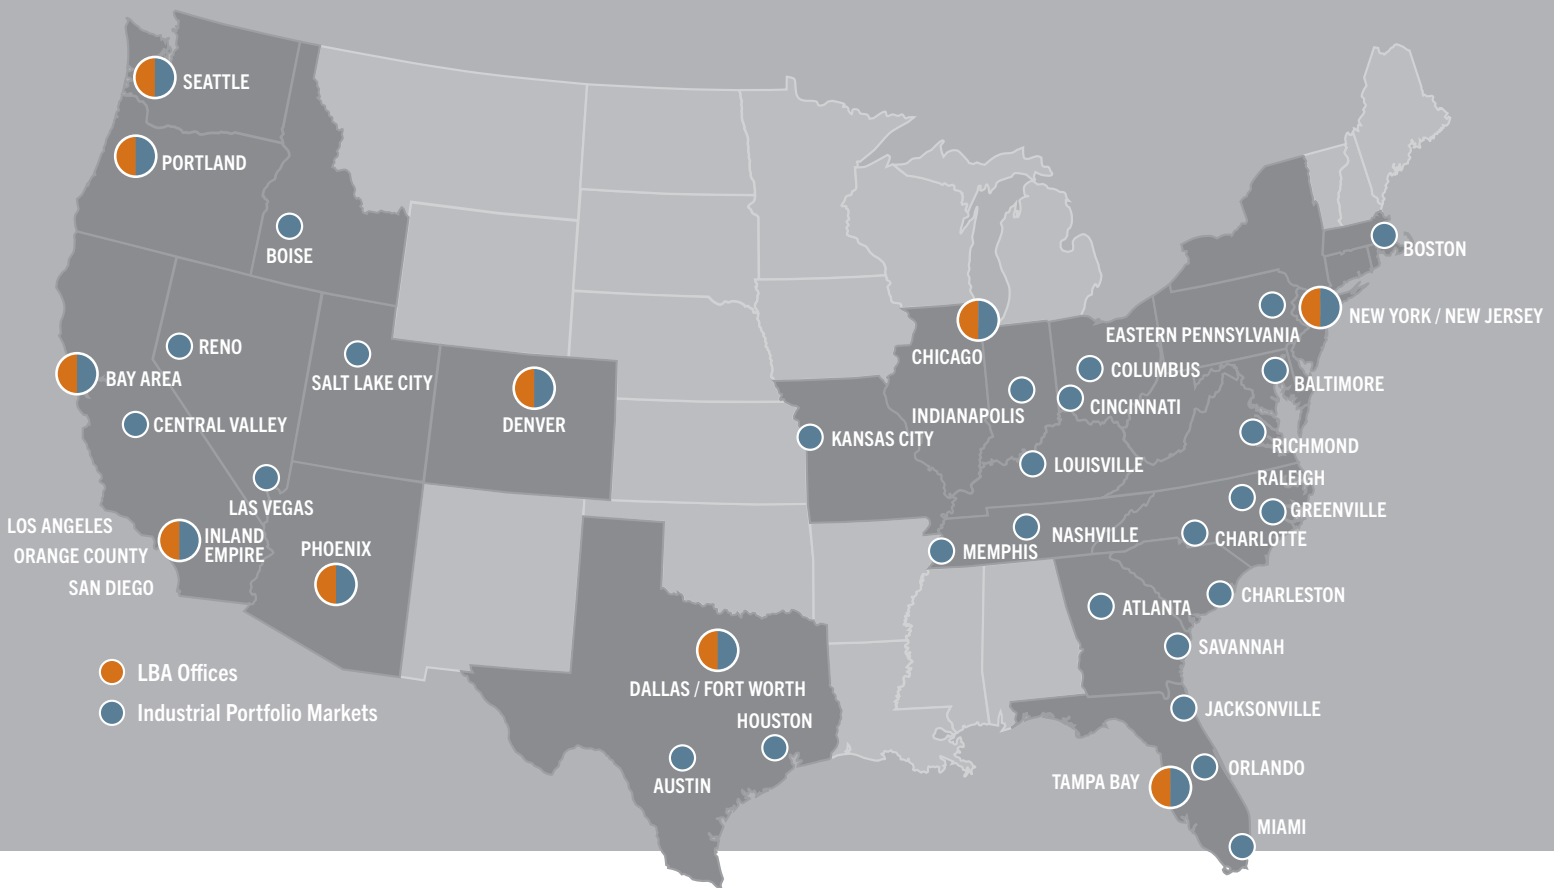 SEATTLE
PORTLAND
BOISE
BOSTON
NEW YORK / NEW JERSEY
EASTERN PENNSYLVANIA
RENO
CHICAGO
BAY AREA
SALT LAKE CITY
COLUMBUS
BALTIMORE
CENTRAL VALLEY
DENVER
INDIANAPOLIS
CINCINNATI
KANSAS CITY
RICHMOND
LOUISVILLE
RALEIGH
LAS VEGAS
GREENVILLE
LOS ANGELES
ORANGE COUNTY
SAN DIEGO
INLAND
EMPIRE
PHOENIX
NASHVILLE
CHARLOTTE
MEMPHIS
CHARLESTON
ATLANTA
SAVANNAH
LBA Offices
Industrial Portfolio Markets
DALLAS / FORT WORTH
JACKSONVILLE
HOUSTON
AUSTIN
ORLANDO
TAMPA BAY
MIAMI